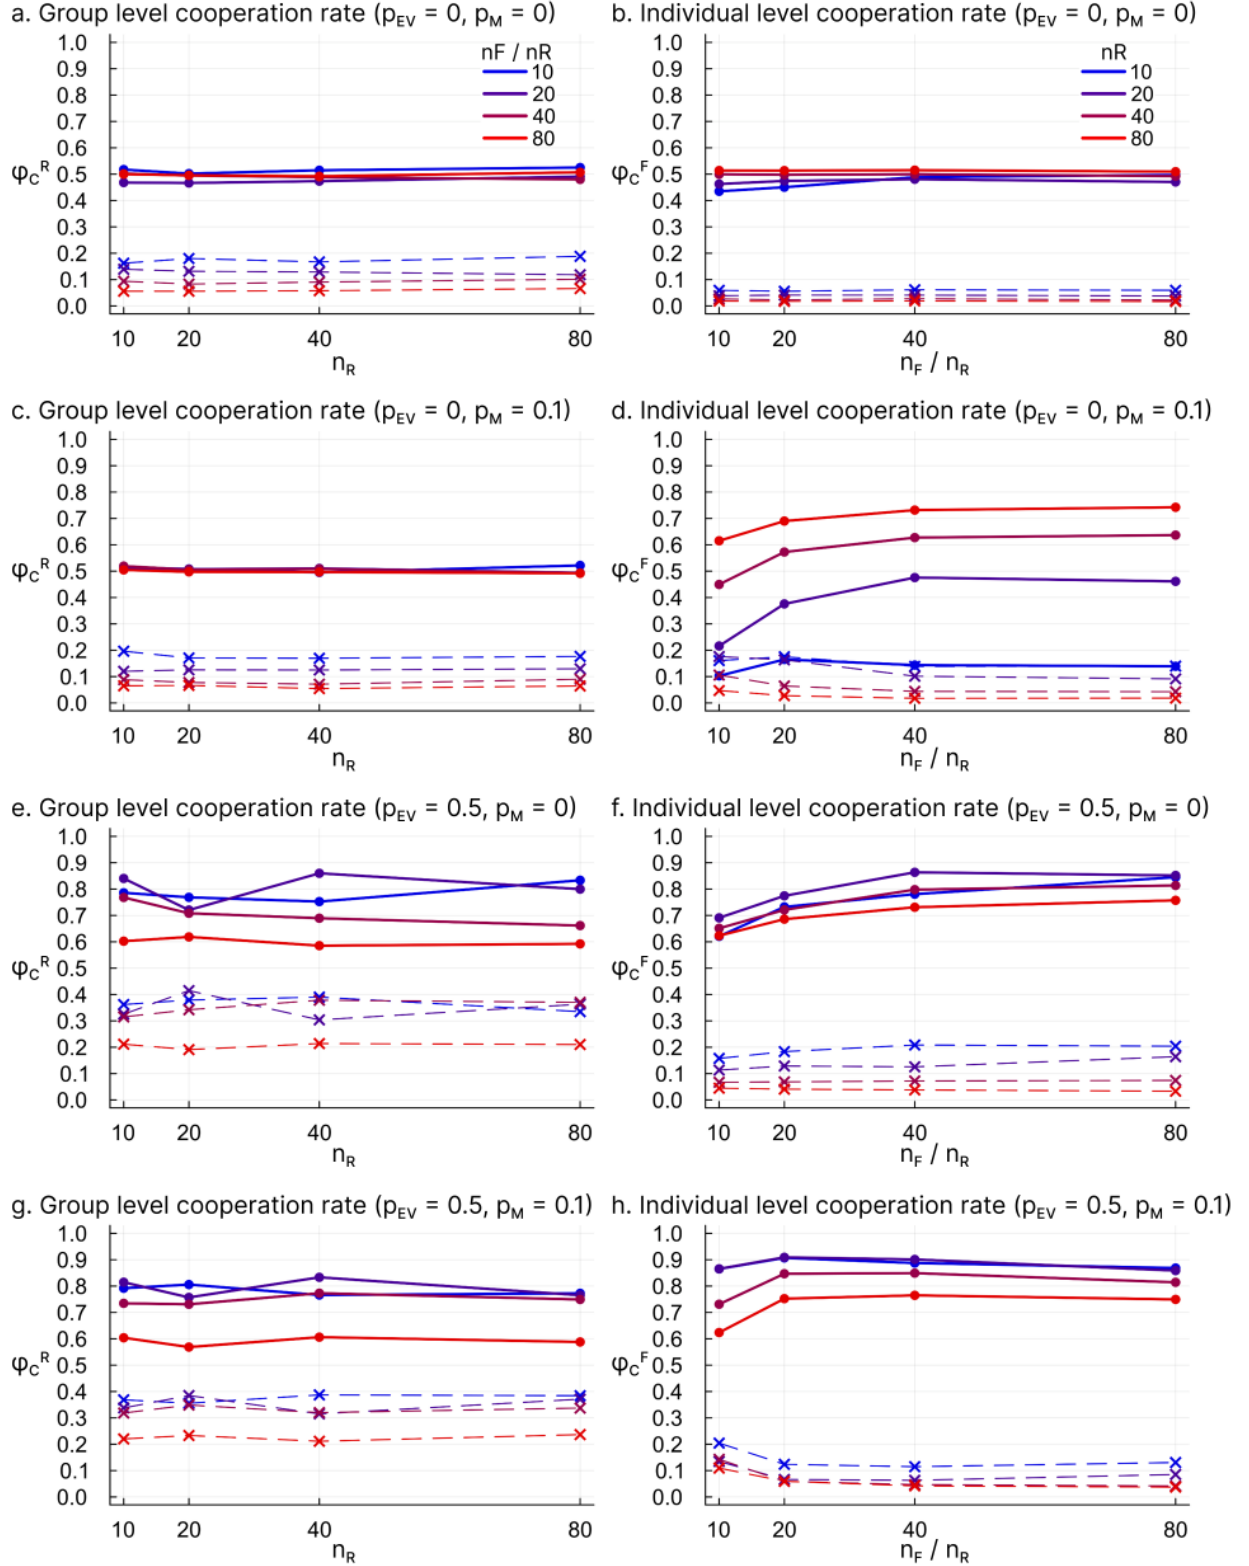 a. Group level cooperation rate (pEV = 0, pM = 0)
1.0
0.9
0.8
0.7
0.6
0.5
0.4
0.3
0.2
0.1
0.0
φCR
nF / nR
10
20
40
80
10 20 40 80
nR
b. Individual level cooperation rate (pEV = 0, pM = 0)
1.0
0.9
0.8
0.7
0.6
0.5
0.4
0.3
0.2
0.1
0.0
φCF
nR
10
20
40
80
10 20 40 80
nF / nR
c. Group level cooperation rate (pEV = 0, pM = 0.1)
1.0
0.9
0.8
0.7
0.6
0.5
0.4
0.3
0.2
0.1
0.0
φCR
10 20 40 80
nR
d. Individual level cooperation rate (pEV = 0, pM = 0.1)
1.0
0.9
0.8
0.7
0.6
0.5
0.4
0.3
0.2
0.1
0.0
φCF
10 20 40 80
nF / nR
e. Group level cooperation rate (pEV = 0.5, pM = 0)
1.0
0.9
0.8
0.7
0.6
0.5
0.4
0.3
0.2
0.1
0.0
φCR
10 20 40 80
nR
f. Individual level cooperation rate (pEV = 0.5, pM = 0)
1.0
0.9
0.8
0.7
0.6
0.5
0.4
0.3
0.2
0.1
0.0
φCF
10 20 40 80
nF / nR
g. Group level cooperation rate (pEV = 0.5, pM = 0.1)
1.0
0.9
0.8
0.7
0.6
0.5
0.4
0.3
0.2
0.1
0.0
φCR
10 20 40 80
nR
h. Individual level cooperation rate (pEV = 0.5, pM = 0.1)
1.0
0.9
0.8
0.7
0.6
0.5
0.4
0.3
0.2
0.1
0.0
φCF
10 20 40 80
nF / nR